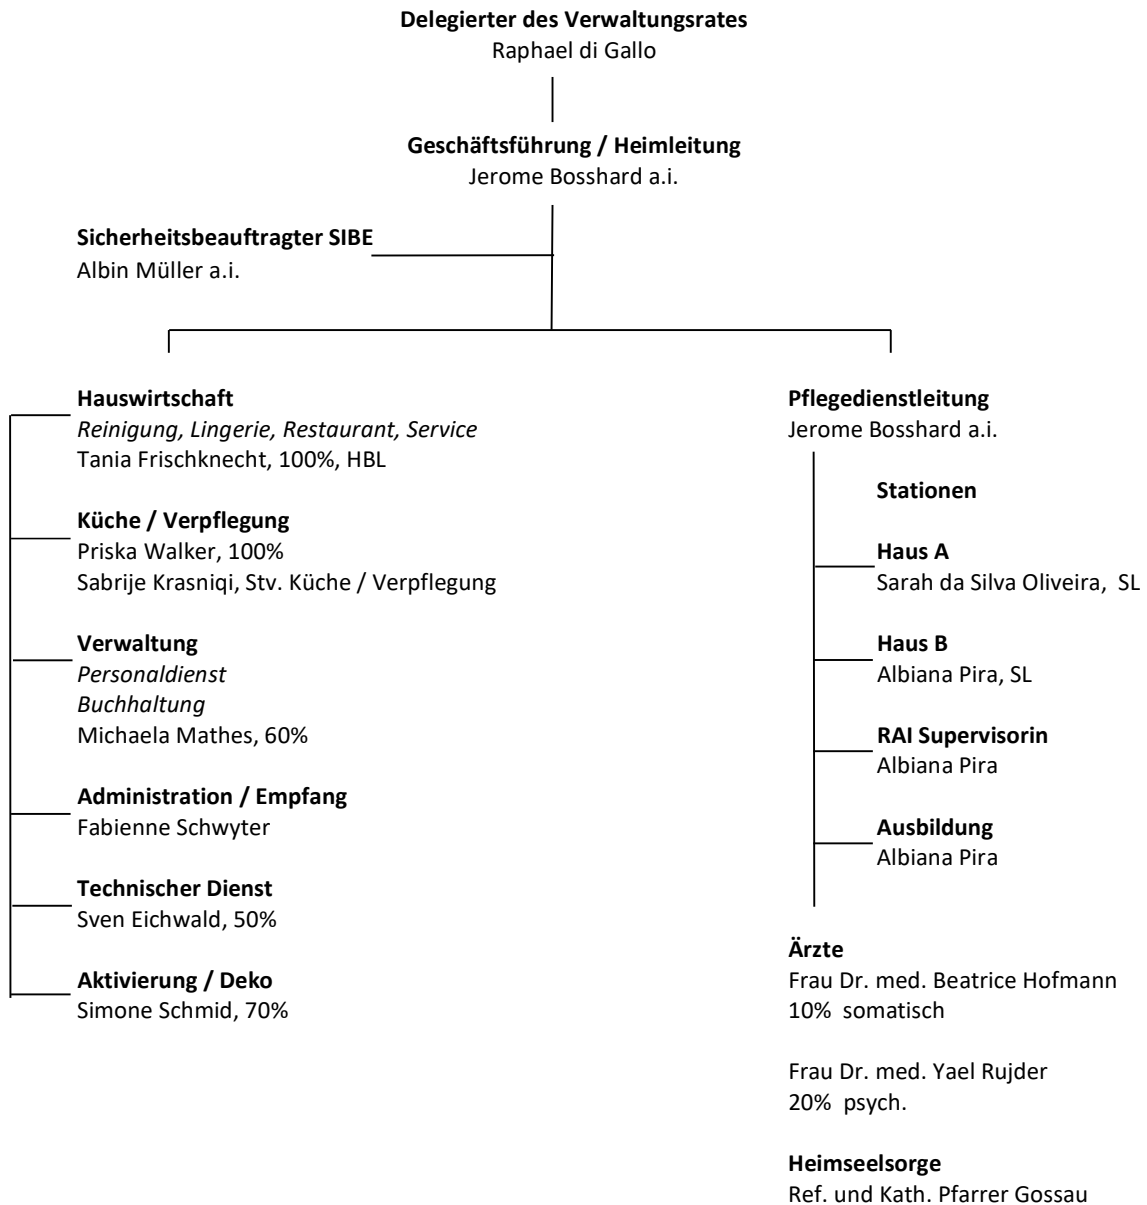 Delegierter des Verwaltungsrates
Raphael di Gallo
Geschäftsführung / Heimleitung
Jerome Bosshard a.i.
Sicherheitsbeauftragter SIBE
Albin Müller a.i.
Hauswirtschaft
Reinigung, Lingerie, Restaurant, Service
Tania Frischknecht, 100%, HBL
Küche / Verpflegung
Priska Walker, 100%
Sabrije Krasniqi, Stv. Küche / Verpflegung
Verwaltung
Personaldienst
Buchhaltung
Michaela Mathes, 60%
Administration / Empfang
Fabienne Schwyter
Technischer Dienst
Sven Eichwald, 50%
Aktivierung / Deko
Simone Schmid, 70%
Pflegedienstleitung
Jerome Bosshard a.i.
Stationen
Haus A
Sarah da Silva Oliveira,  SL
Haus B
Albiana Pira, SL
RAI Supervisorin
Albiana Pira
Ausbildung
Albiana Pira
Ärzte
Frau Dr. med. Beatrice Hofmann
10%  somatisch
Frau Dr. med. Yael Rujder
20%  psych.
Heimseelsorge
Ref. und Kath. Pfarrer Gossau